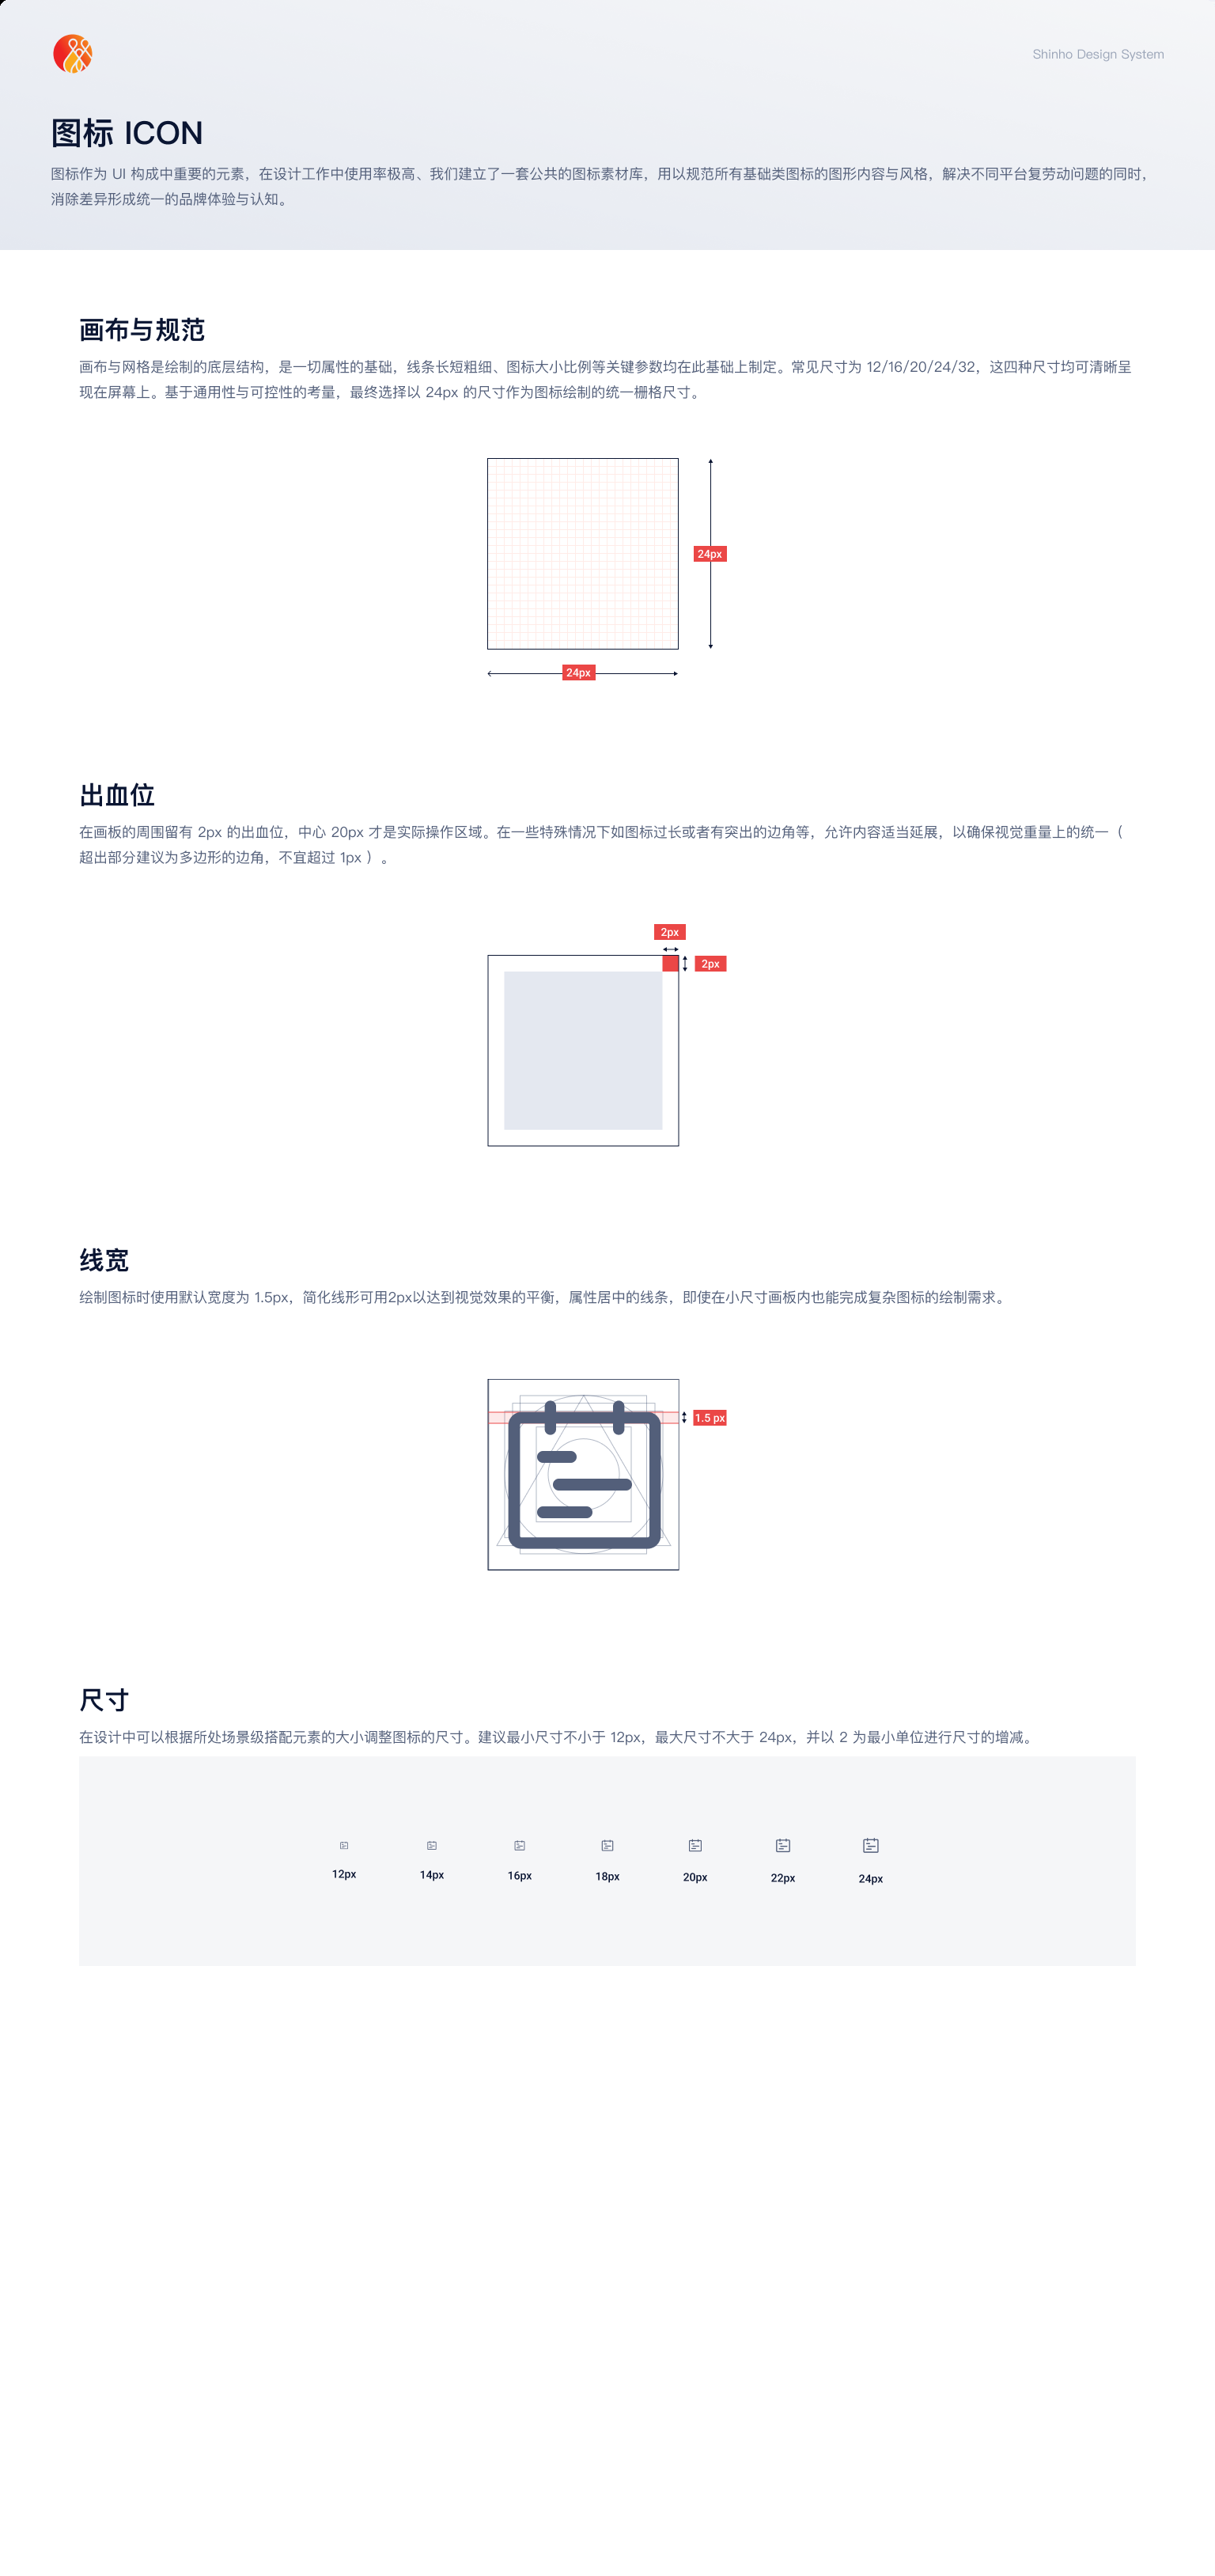 Shinho Design System
图标 ICON
图标作为 UI 构成中重要的元素，在设计工作中使用率极高、我们建立了一套公共的图标素材库，用以规范所有基础类图标的图形内容与风格，解决不同平台复劳动问题的同时，
消除差异形成统一的品牌体验与认知。
画布与规范
画布与网格是绘制的底层结构，是一切属性的基础，线条长短粗细、图标大小比例等关键参数均在此基础上制定。常见尺寸为 12/16/20/24/32，这四种尺寸均可清晰呈
现在屏幕上。基于通用性与可控性的考量，最终选择以 24px 的尺寸作为图标绘制的统一栅格尺寸。
24px
24px
出血位
在画板的周围留有 2px 的出血位，中心 20px 才是实际操作区域。在一些特殊情况下如图标过长或者有突出的边角等，允许内容适当延展，以确保视觉重量上的统一（
超出部分建议为多边形的边角，不宜超过 1px ）。
2px
2px
线宽
绘制图标时使用默认宽度为 1.5px，简化线形可用2px以达到视觉效果的平衡，属性居中的线条，即使在小尺寸画板内也能完成复杂图标的绘制需求。
1.5 px
尺寸
在设计中可以根据所处场景级搭配元素的大小调整图标的尺寸。建议最小尺寸不小于 12px，最大尺寸不大于 24px，并以 2 为最小单位进行尺寸的增减。
12px 14px 16px 18px 20px 22px 24px